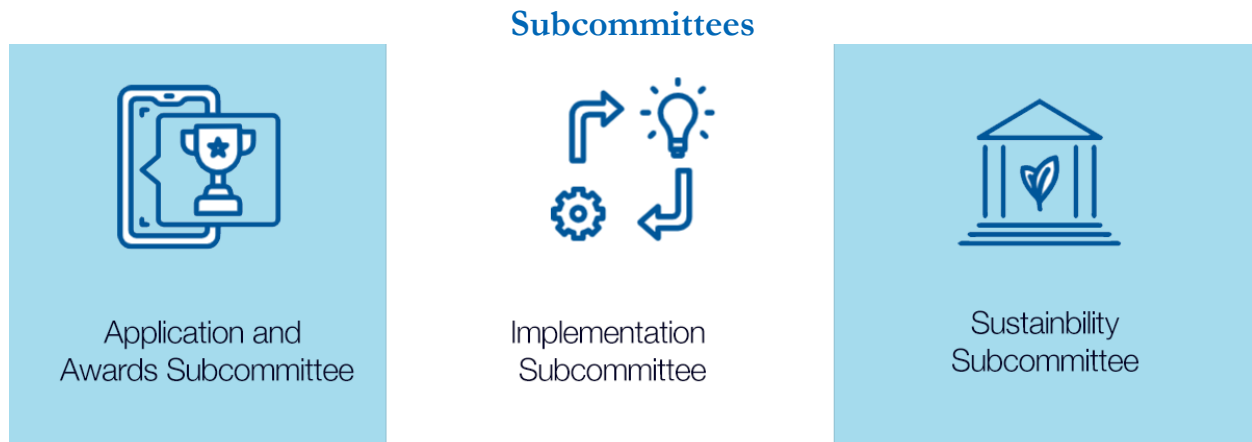 Subcommittees
Application and
Awards Subcommittee
Implementation
Subcommittee
Sustainbility
Subcommittee